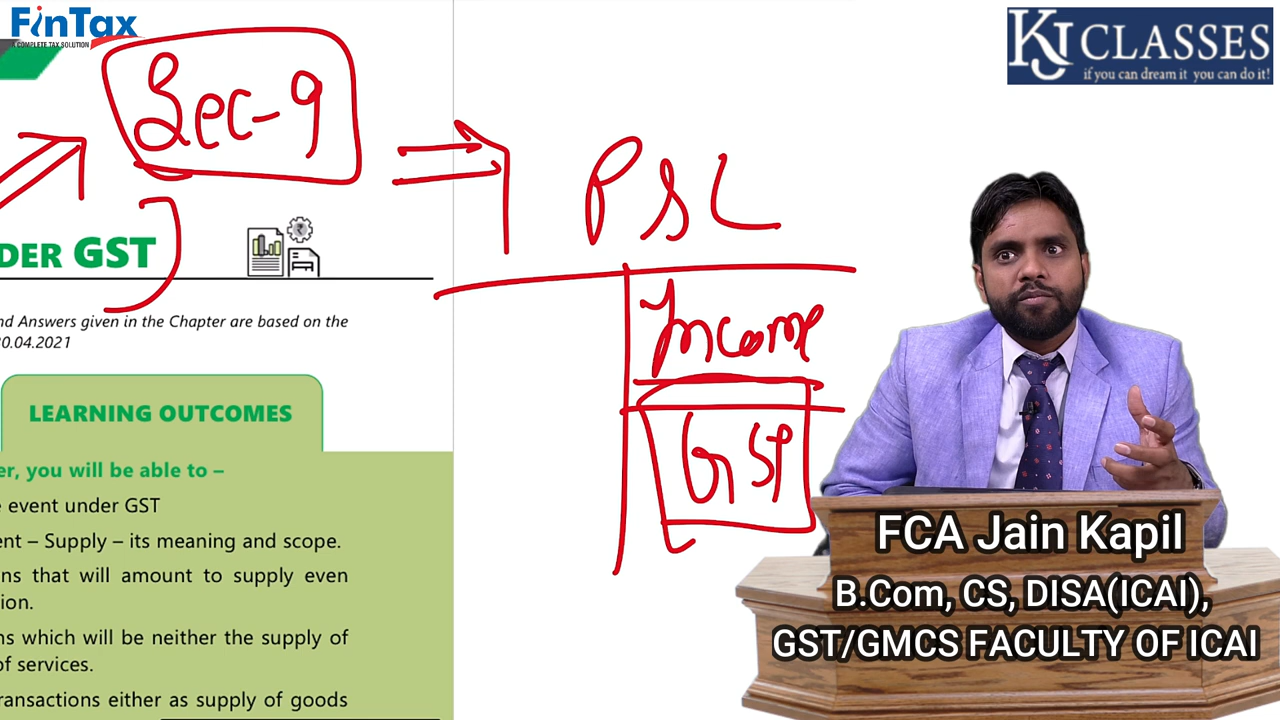 FinTax
A COMPLETE TAX SOLUTION
KJ CLASSES
if you can dream it you can do it!
Sec-9
P & L
Income
GST
DER GST
nd Answers given in the Chapter are based on the
0.04.2021
LEARNING OUTCOMES
er, you will be able to –
e event under GST
ent – Supply – its meaning and scope.
ns that will amount to supply even
ion.
ns which will be neither the supply of
of services.
ransactions either as supply of goods
FCA Jain Kapil
B.Com, CS, DISA(ICAI),
GST/GMCS FACULTY OF ICAI